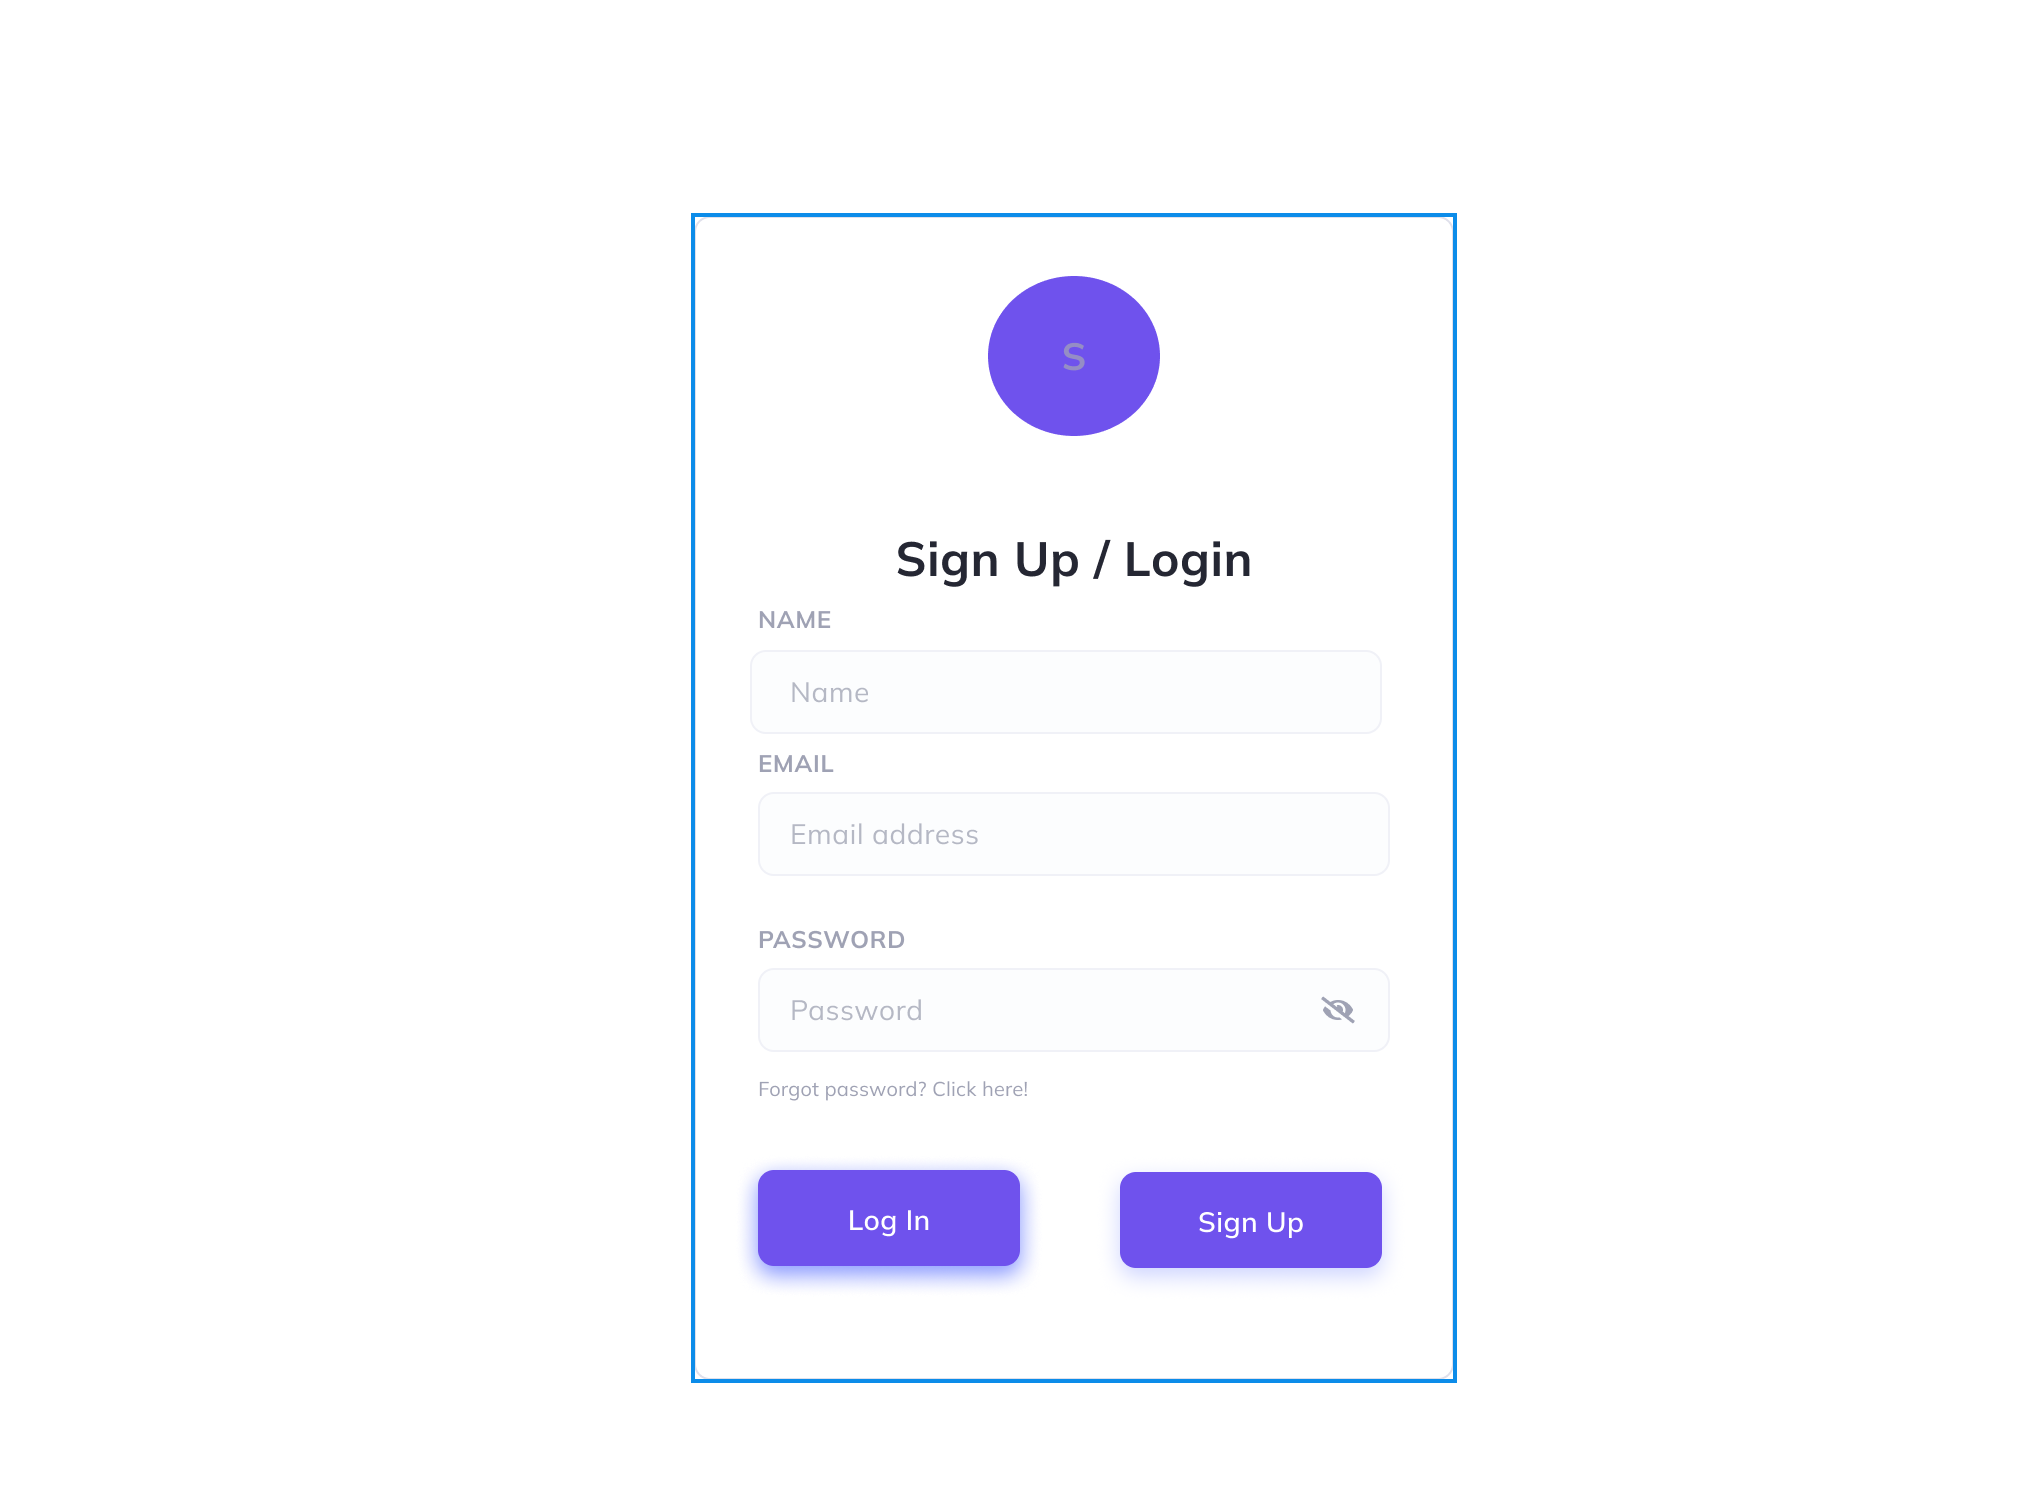 S
Sign Up / Login
NAME
Name
EMAIL
Email address
PASSWORD
Password
Forgot password? Click here!
Log In
Sign Up